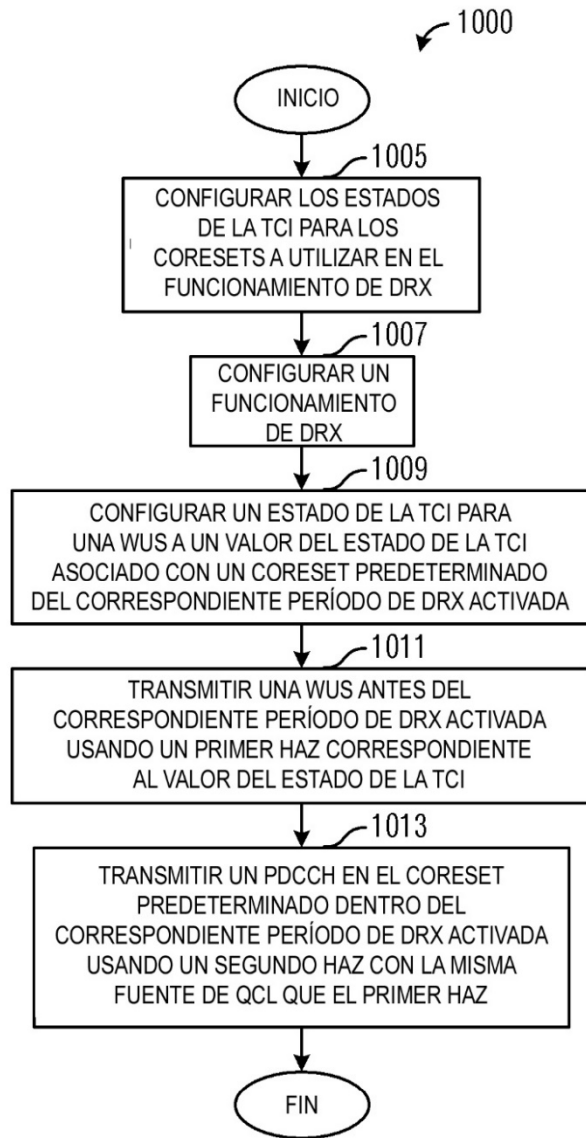 1000
INICIO
1005
CONFIGURAR LOS ESTADOS
DE LA TCI PARA LOS
CORESETS A UTILIZAR EN EL
FUNCIONAMIENTO DE DRX
1007
CONFIGURAR UN
FUNCIONAMIENTO
DE DRX
1009
CONFIGURAR UN ESTADO DE LA TCI PARA
UNA WUS A UN VALOR DEL ESTADO DE LA TCI
ASOCIADO CON UN CORESET PREDETERMINADO
DEL CORRESPONDIENTE PERÍODO DE DRX ACTIVADA
1011
TRANSMITIR UNA WUS ANTES DEL
CORRESPONDIENTE PERÍODO DE DRX ACTIVADA
USANDO UN PRIMER HAZ CORRESPONDIENTE
AL VALOR DEL ESTADO DE LA TCI
1013
TRANSMITIR UN PDCCH EN EL CORESET
PREDETERMINADO DENTRO DEL
CORRESPONDIENTE PERÍODO DE DRX ACTIVADA
USANDO UN SEGUNDO HAZ CON LA MISMA
FUENTE DE QCL QUE EL PRIMER HAZ
FIN